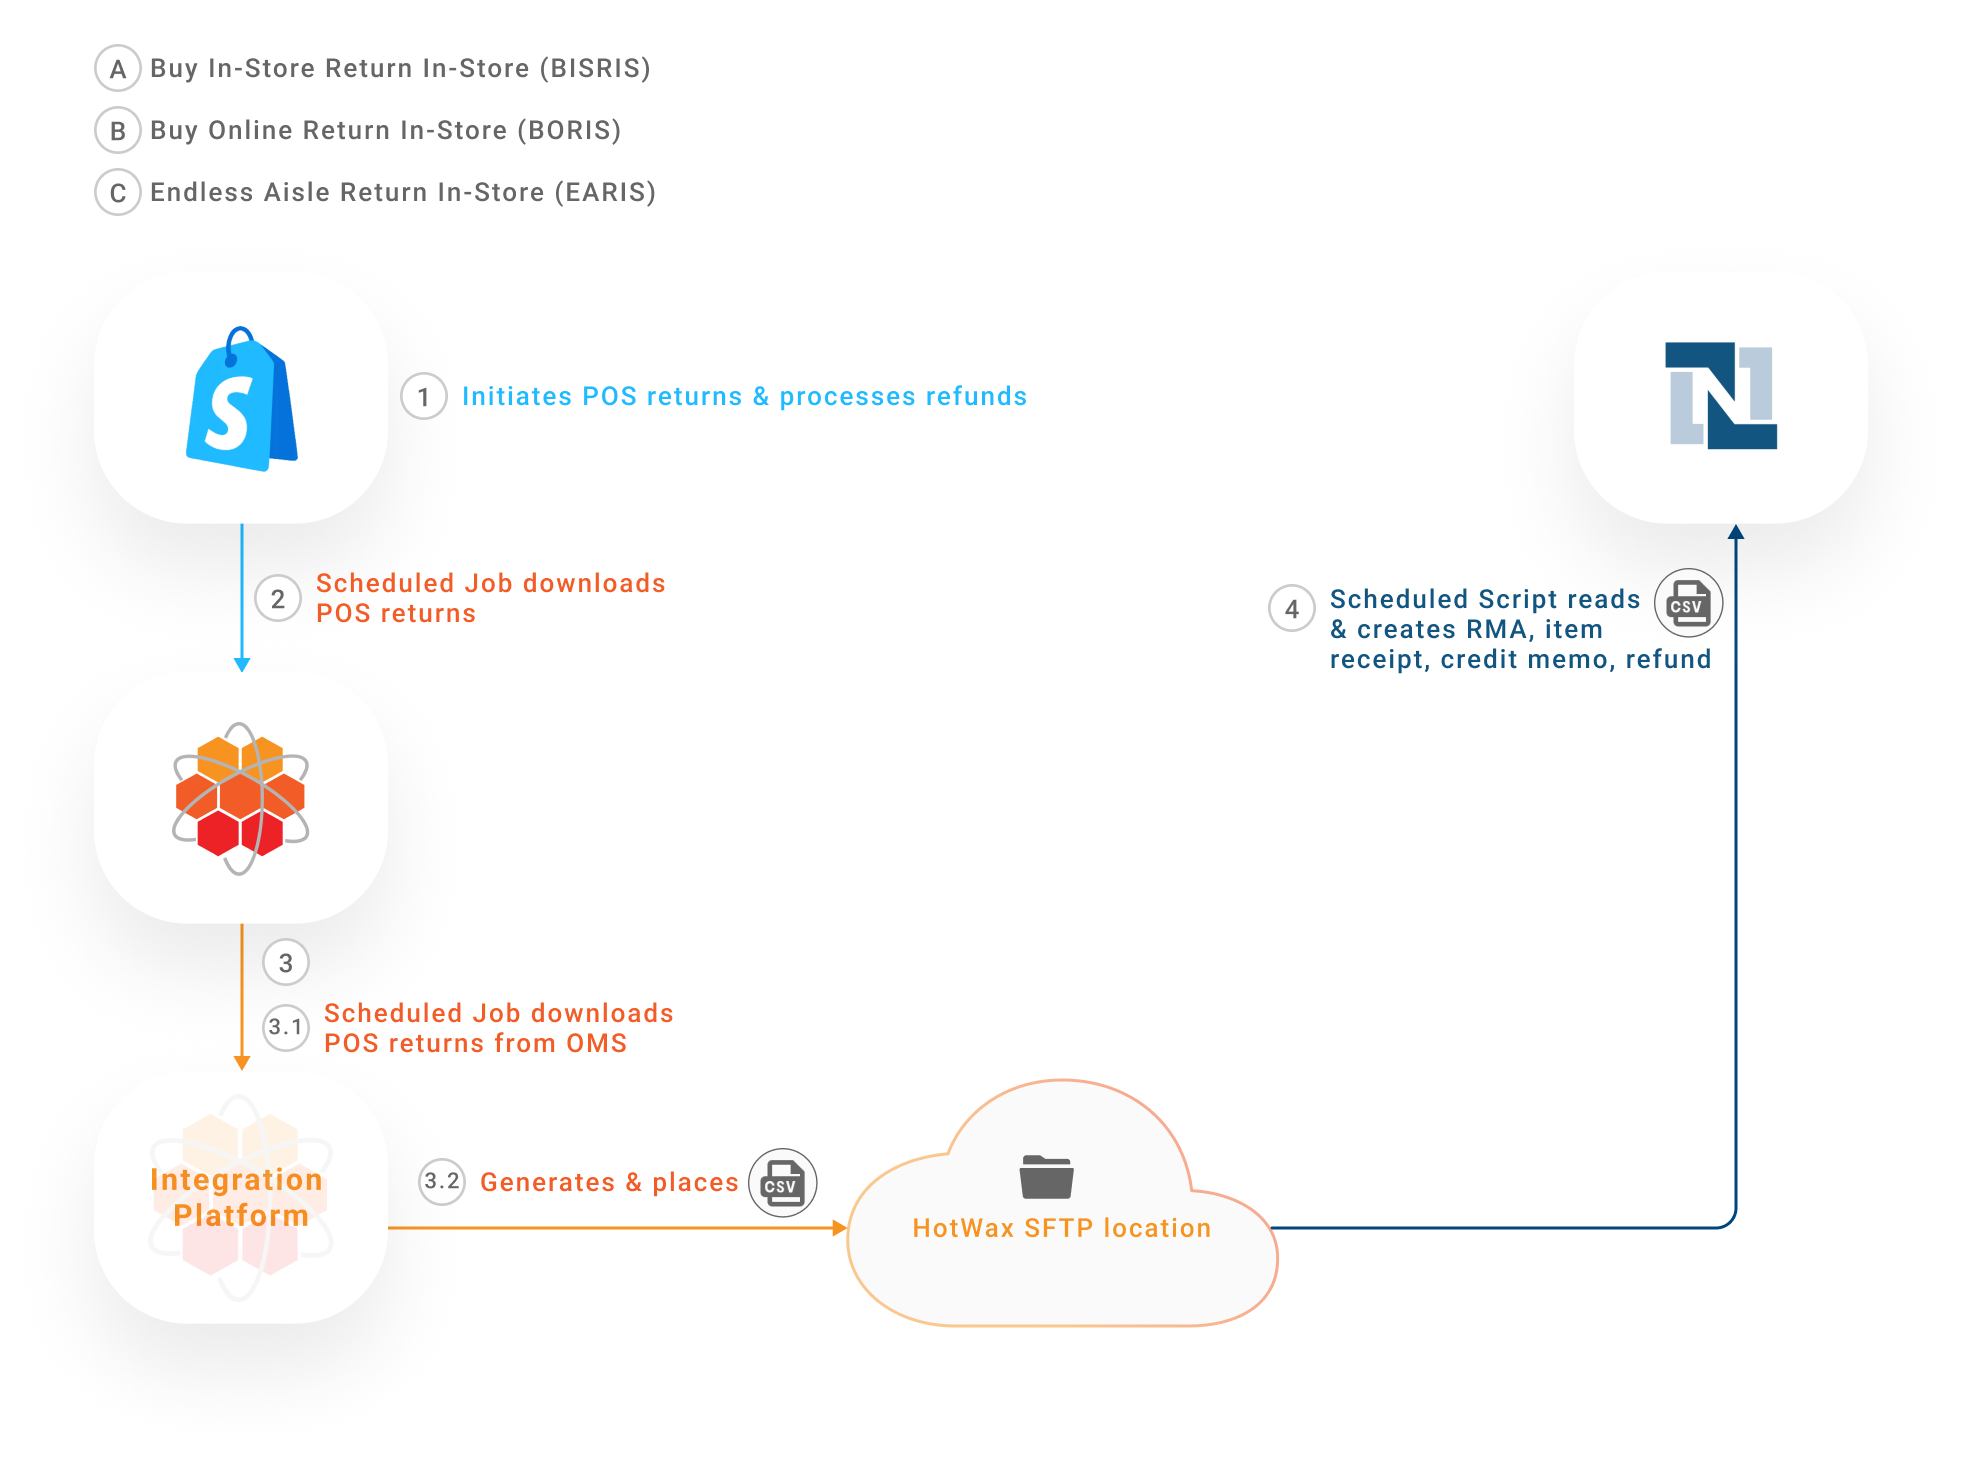 A Buy In-Store Return In-Store (BISRIS)
B Buy Online Return In-Store (BORIS)
C Endless Aisle Return In-Store (EARIS)
S
N
1 Initiates POS returns & processes refunds
2 Scheduled Job downloads
POS returns
4 Scheduled Script reads CSV
& creates RMA, item
receipt, credit memo, refund
3
3.1 Scheduled Job downloads
POS returns from OMS
Integration
Platform
3.2 Generates & places CSV
HotWax SFTP location